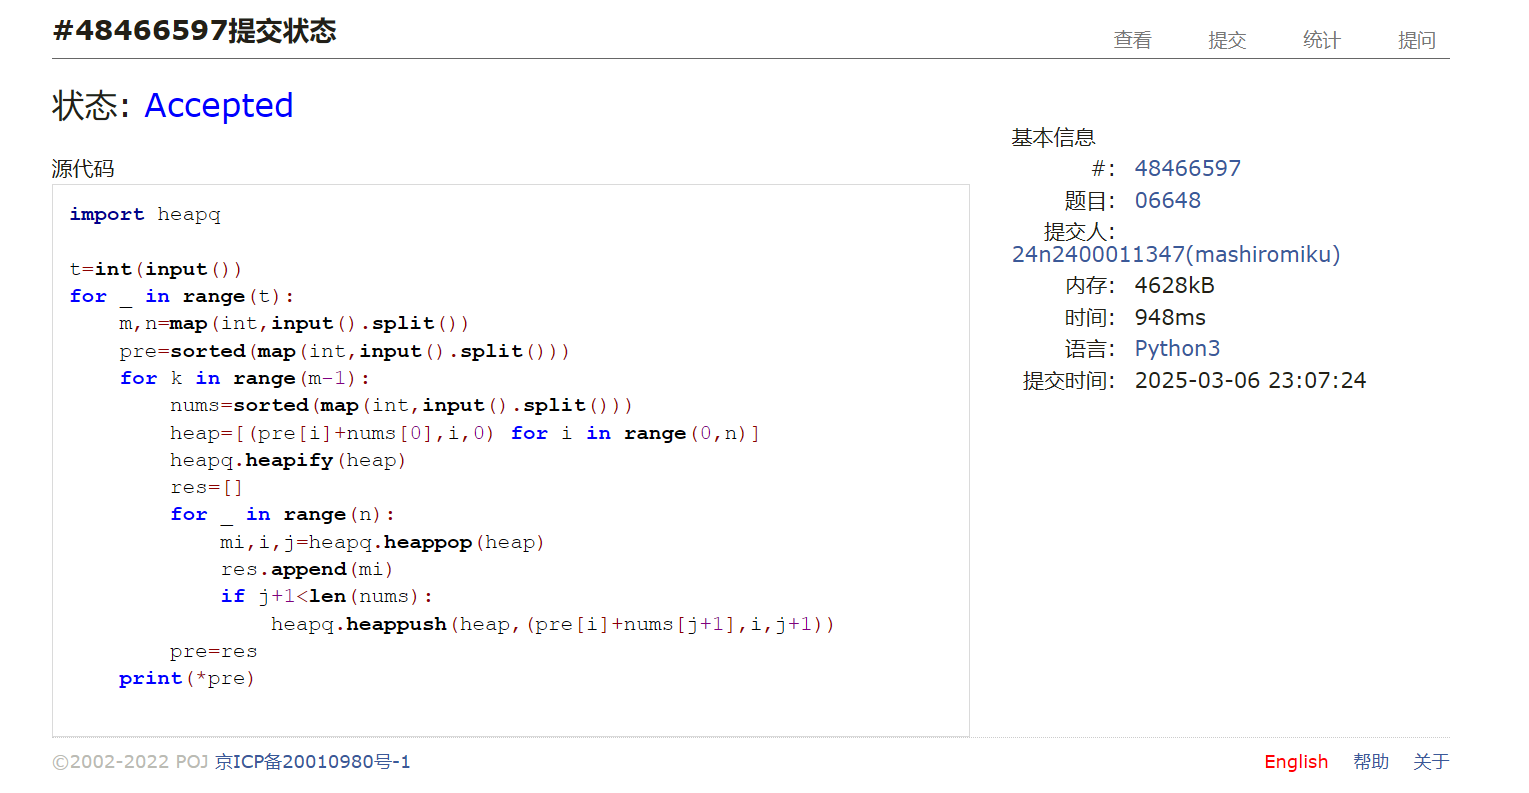 #48466597提交状态
查看 提交 统计 提问
状态: Accepted
源代码
import heapq

t=int(input())
for _ in range(t):
    m,n=map(int,input().split())
    pre=sorted(map(int,input().split()))
    for k in range(m-1):
        nums=sorted(map(int,input().split()))
        heap=[(pre[i]+nums[0],i,0) for i in range(0,n)]
        heapq.heapify(heap)
        res=[]
        for _ in range(n):
            mi,i,j=heapq.heappop(heap)
            res.append(mi)
            if j+1<len(nums):
                heapq.heappush(heap,(pre[i]+nums[j+1],i,j+1))
        pre=res
    print(*pre)
基本信息
#: 48466597
题目: 06648
提交人:
24n2400011347(mashiromiku)
内存: 4628kB
时间: 948ms
语言: Python3
提交时间: 2025-03-06 23:07:24
©2002-2022 POJ 京ICP备20010980号-1
English 帮助 关于